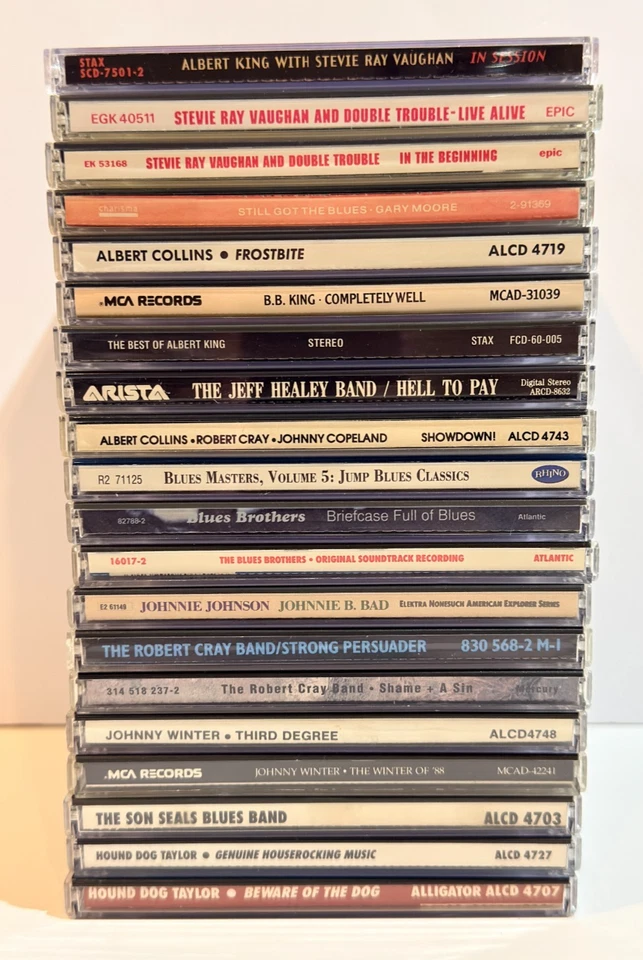 STAX
SCD-7501-2 ALBERT KING WITH STEVIE RAY VAUGHAN IN SESSION
EGK 40511 STEVIE RAY VAUGHAN AND DOUBLE TROUBLE-LIVE ALIVE EPIC
EK 53168 STEVIE RAY VAUGHAN AND DOUBLE TROUBLE IN THE BEGINNING epic
charisma STILL GOT THE BLUES · GARY MOORE 2-91369
ALBERT COLLINS ● FROSTBITE ALCD 4719
MCA RECORDS B.B. KING · COMPLETELY WELL MCAD-31039
THE BEST OF ALBERT KING STEREO STAX FCD-60-005
ARISTA THE JEFF HEALEY BAND / HELL TO PAY Digital Stereo
ARCD-8632
ALBERT COLLINS • ROBERT CRAY • JOHNNY COPELAND SHOWDOWN! ALCD 4743
R2 71125 BLUES MASTERS, VOLUME 5: JUMP BLUES CLASSICS RHINO
82788-2 Blues Brothers Briefcase Full of Blues Atlantic
16017-2 THE BLUES BROTHERS • ORIGINAL SOUNDTRACK RECORDING ATLANTIC
E2 61149 JOHNNIE JOHNSON JOHNNIE B. BAD ELEKTRA NONESUCH AMERICAN EXPLORER SERIES
THE ROBERT CRAY BAND/STRONG PERSUADER 830 568-2 M-1
314 518 237-2 The Robert Cray Band • Shame + A Sin Mercury
JOHNNY WINTER ● THIRD DEGREE ALCD4748
MCA RECORDS JOHNNY WINTER • THE WINTER OF '88 MCAD-42241
THE SON SEALS BLUES BAND ALCD 4703
HOUND DOG TAYLOR ● GENUINE HOUSEROCKING MUSIC ALCD 4727
HOUND DOG TAYLOR ● BEWARE OF THE DOG ALLIGATOR ALCD 4707